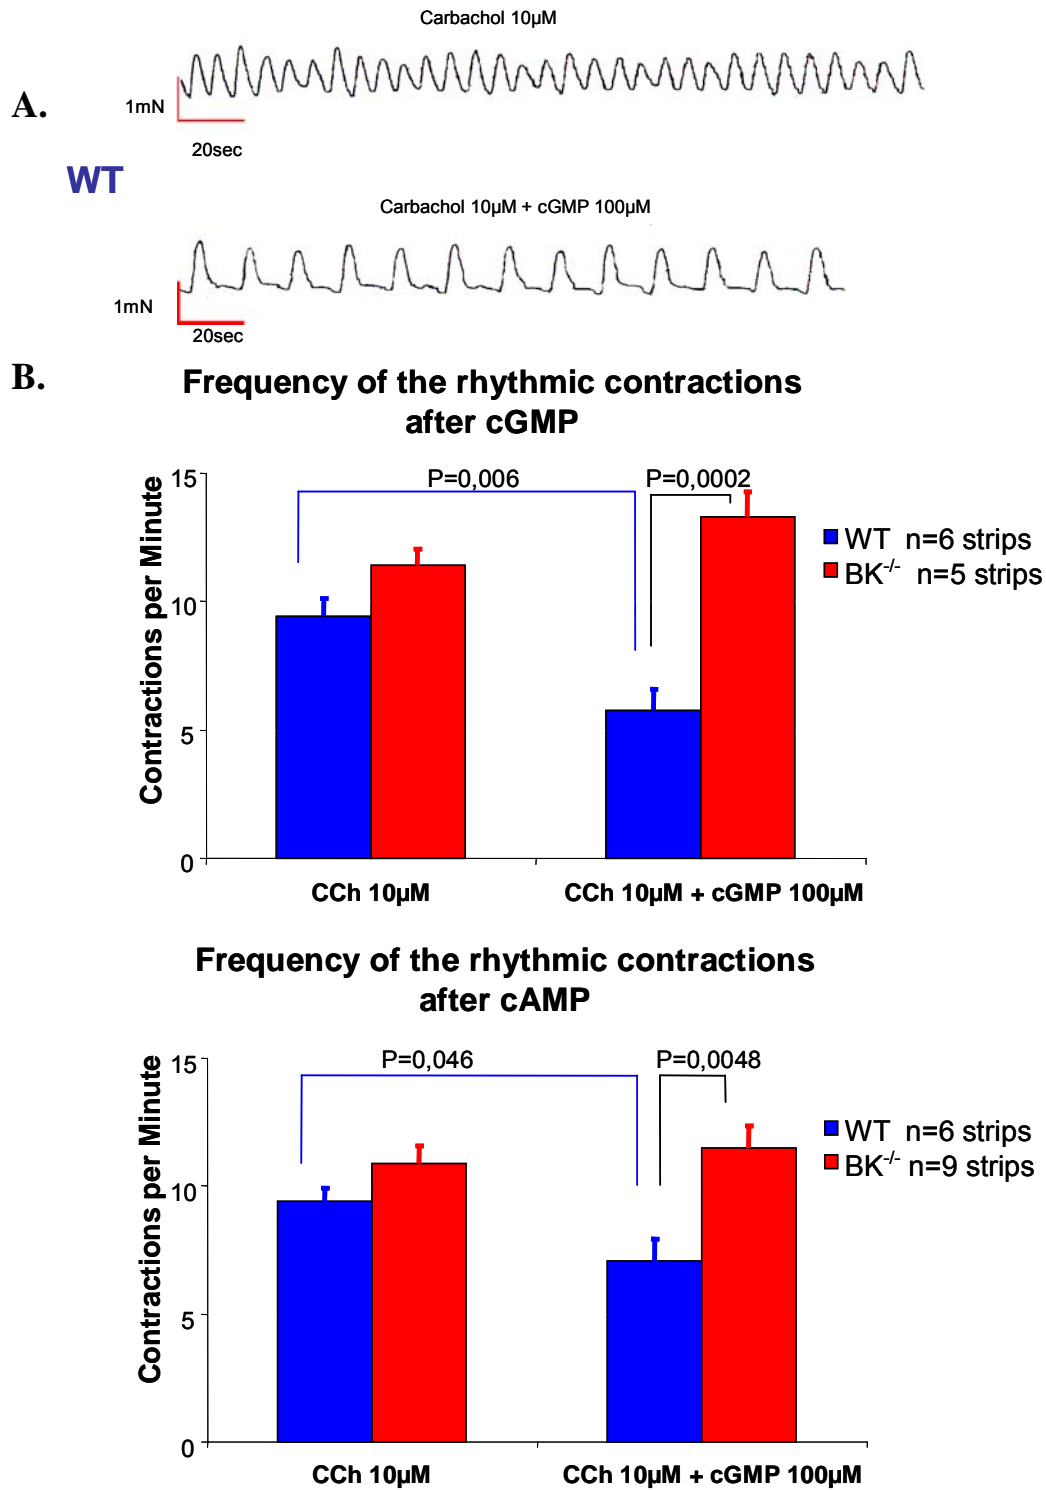 Carbachol 10µM
A.
1mN
20sec
WT
Carbachol 10µM + cGMP 100µM
1mN
20sec
B.
Frequency of the rhythmic contractions
after cGMP
Contractions per Minute
15
10
5
0
P=0,006
P=0,0002
WT n=6 strips
BK-/- n=5 strips
CCh 10µM
CCh 10µM + cGMP 100µM
Frequency of the rhythmic contractions
after cAMP
Contractions per Minute
15
10
5
0
P=0,046
P=0,0048
WT n=6 strips
BK-/- n=9 strips
CCh 10µM
CCh 10µM + cGMP 100µM